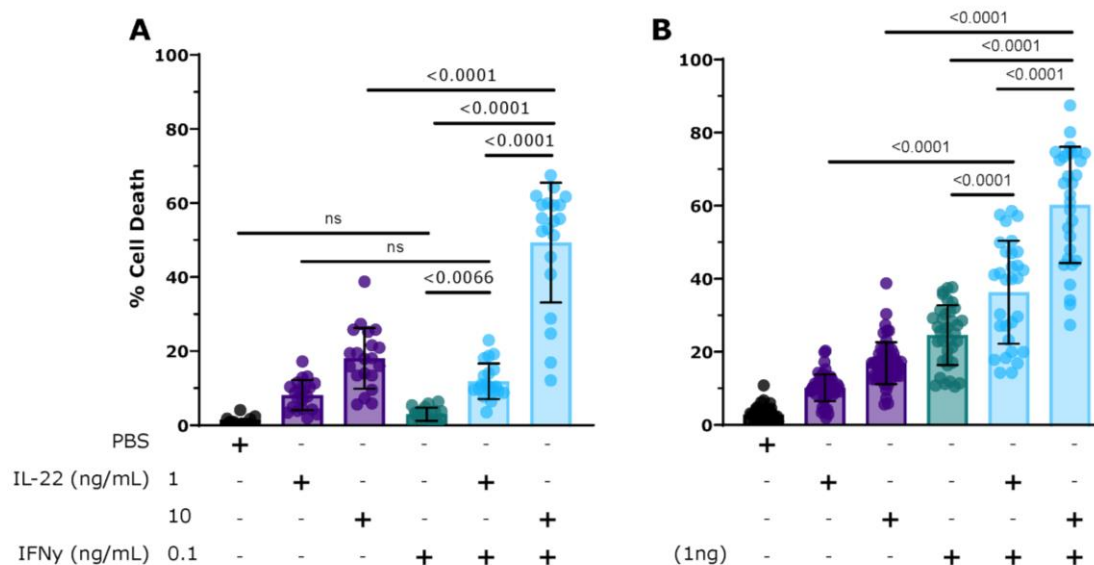 A
100
80
60
40
20
0
% Cell Death
<0.0001
<0.0001
<0.0001
ns
ns
<0.0066
B
100
80
60
40
20
0
<0.0001
<0.0001
<0.0001
<0.0001
<0.0001
PBS + - - - - - + - - - - -
IL-22 (ng/mL) 1 - + - - + - - + - - + -
10 - - + - - + - - + - - +
IFNy (ng/mL) 0.1 - - - + + + (1ng) - - - + + +